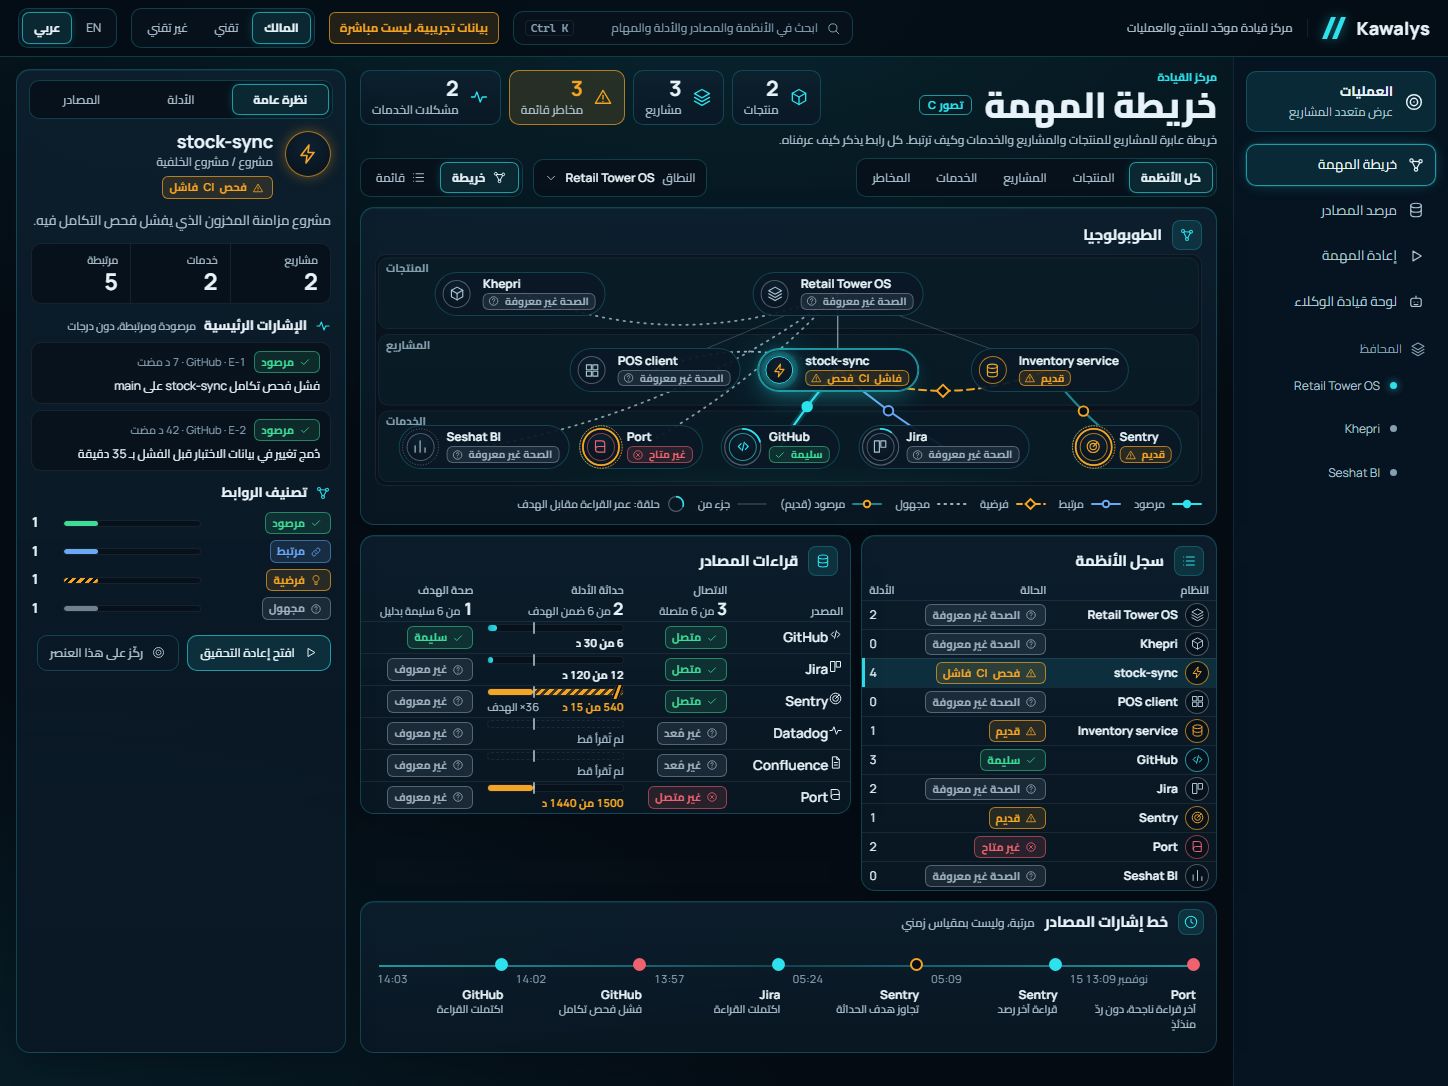 Kawalys
مركز قيادة موحّد للمنتج والعمليات
ابحث في الأنظمة والمصادر والأدلة والمهام
Ctrl K
بيانات تجريبية، ليست مباشرة
المالك
تقني
غير تقني
EN
عربي
العمليات
عرض متعدد المشاريع
خريطة المهمة
مرصد المصادر
إعادة المهمة
لوحة قيادة الوكلاء
المحافظ
Retail Tower OS
Khepri
Seshat BI
مركز القيادة
خريطة المهمة
تصور C
خريطة عابرة للمشاريع للمنتجات والمشاريع والخدمات وكيف ترتبط. كل رابط يذكر كيف عرفناه.
2
منتجات
3
مشاريع
3
مخاطر قائمة
2
مشكلات الخدمات
كل الأنظمة
المنتجات
المشاريع
الخدمات
المخاطر
النطاق Retail Tower OS
خريطة
قائمة
الطوبولوجيا
المنتجات
Retail Tower OS
الصحة غير معروفة
Khepri
الصحة غير معروفة
المشاريع
Inventory service
قديم
stock-sync
فحص CI فاشل
POS client
الصحة غير معروفة
الخدمات
Sentry
قديم
Jira
الصحة غير معروفة
GitHub
سليمة
Port
غير متاح
Seshat BI
الصحة غير معروفة
مرصود
مرتبط
فرضية
مجهول
مرصود (قديم)
جزء من
حلقة: عمر القراءة مقابل الهدف
سجل الأنظمة
النظام الحالة الأدلة
Retail Tower OS الصحة غير معروفة 2
Khepri الصحة غير معروفة 0
stock-sync فحص CI فاشل 4
POS client الصحة غير معروفة 0
Inventory service قديم 1
GitHub سليمة 3
Jira الصحة غير معروفة 2
Sentry قديم 1
Port غير متاح 2
Seshat BI الصحة غير معروفة 0
قراءات المصادر
المصدر
الاتصال
3 من 6 متصلة
حداثة الأدلة
2 من 6 ضمن الهدف
صحة الهدف
1 من 6 سليمة بدليل
GitHub متصل 6 من 30 د سليمة
Jira متصل 12 من 120 د غير معروف
Sentry متصل 540 من 15 د 36× الهدف غير معروف
Datadog غير مُعد لم تُقرأ قط غير معروف
Confluence غير مُعد لم تُقرأ قط غير معروف
Port غير متصل 1500 من 1440 د غير معروف
خط إشارات المصادر مرتبة، وليست بمقياس زمني
15 نوفمبر 13:09
Port
آخر قراءة ناجحة، دون ردّ
منذئذٍ
05:09
Sentry
قراءة آخر رصد
05:24
Sentry
تجاوز هدف الحداثة
13:57
Jira
اكتملت القراءة
14:02
GitHub
فشل فحص تكامل
14:03
GitHub
اكتملت القراءة
نظرة عامة
الأدلة
المصادر
stock-sync
مشروع / مشروع الخلفية
فحص CI فاشل
مشروع مزامنة المخزون الذي يفشل فحص التكامل فيه.
مشاريع
2
خدمات
2
مرتبطة
5
الإشارات الرئيسية مرصودة ومرتبطة، دون درجات
مرصود E-1 · GitHub · 7 د مضت
فشل فحص تكامل stock-sync على main
مرصود E-2 · GitHub · 42 د مضت
دُمج تغيير في بيانات الاختبار قبل الفشل بـ 35 دقيقة
تصنيف الروابط
مرصود 1
مرتبط 1
فرضية 1
مجهول 1
افتح إعادة التحقيق
ركّز على هذا العنصر